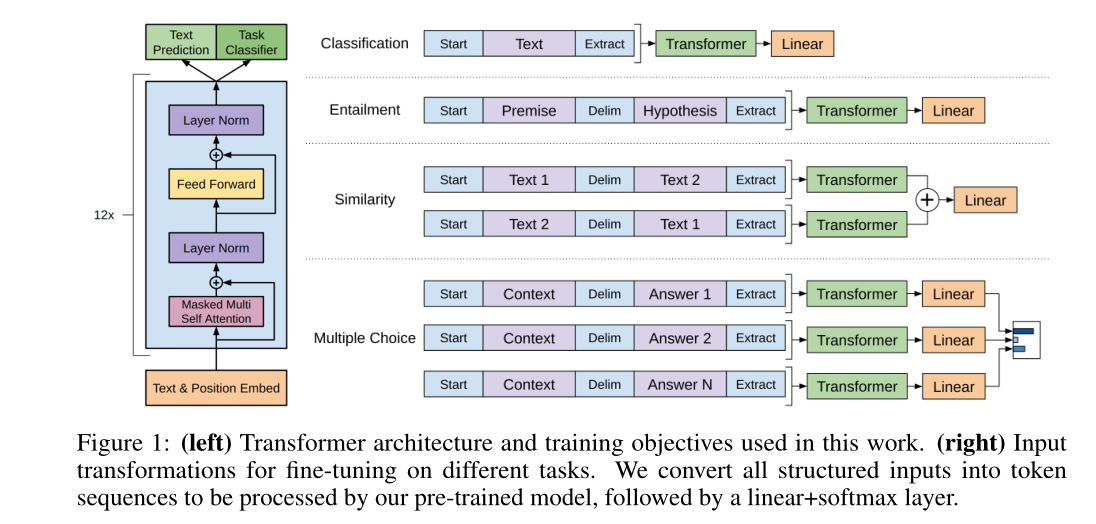 Text Prediction
Task Classifier
12x
Layer Norm
+
Feed Forward
Layer Norm
+
Masked Multi Self Attention
Text & Position Embed
Classification
Start Text Extract Transformer Linear
Entailment
Start Premise Delim Hypothesis Extract Transformer Linear
Similarity
Start Text 1 Delim Text 2 Extract Transformer
+ Linear
Start Text 2 Delim Text 1 Extract Transformer
Multiple Choice
Start Context Delim Answer 1 Extract Transformer Linear
Start Context Delim Answer 2 Extract Transformer Linear
Start Context Delim Answer N Extract Transformer Linear
Figure 1: (left) Transformer architecture and training objectives used in this work. (right) Input
transformations for fine-tuning on different tasks. We convert all structured inputs into token
sequences to be processed by our pre-trained model, followed by a linear+softmax layer.